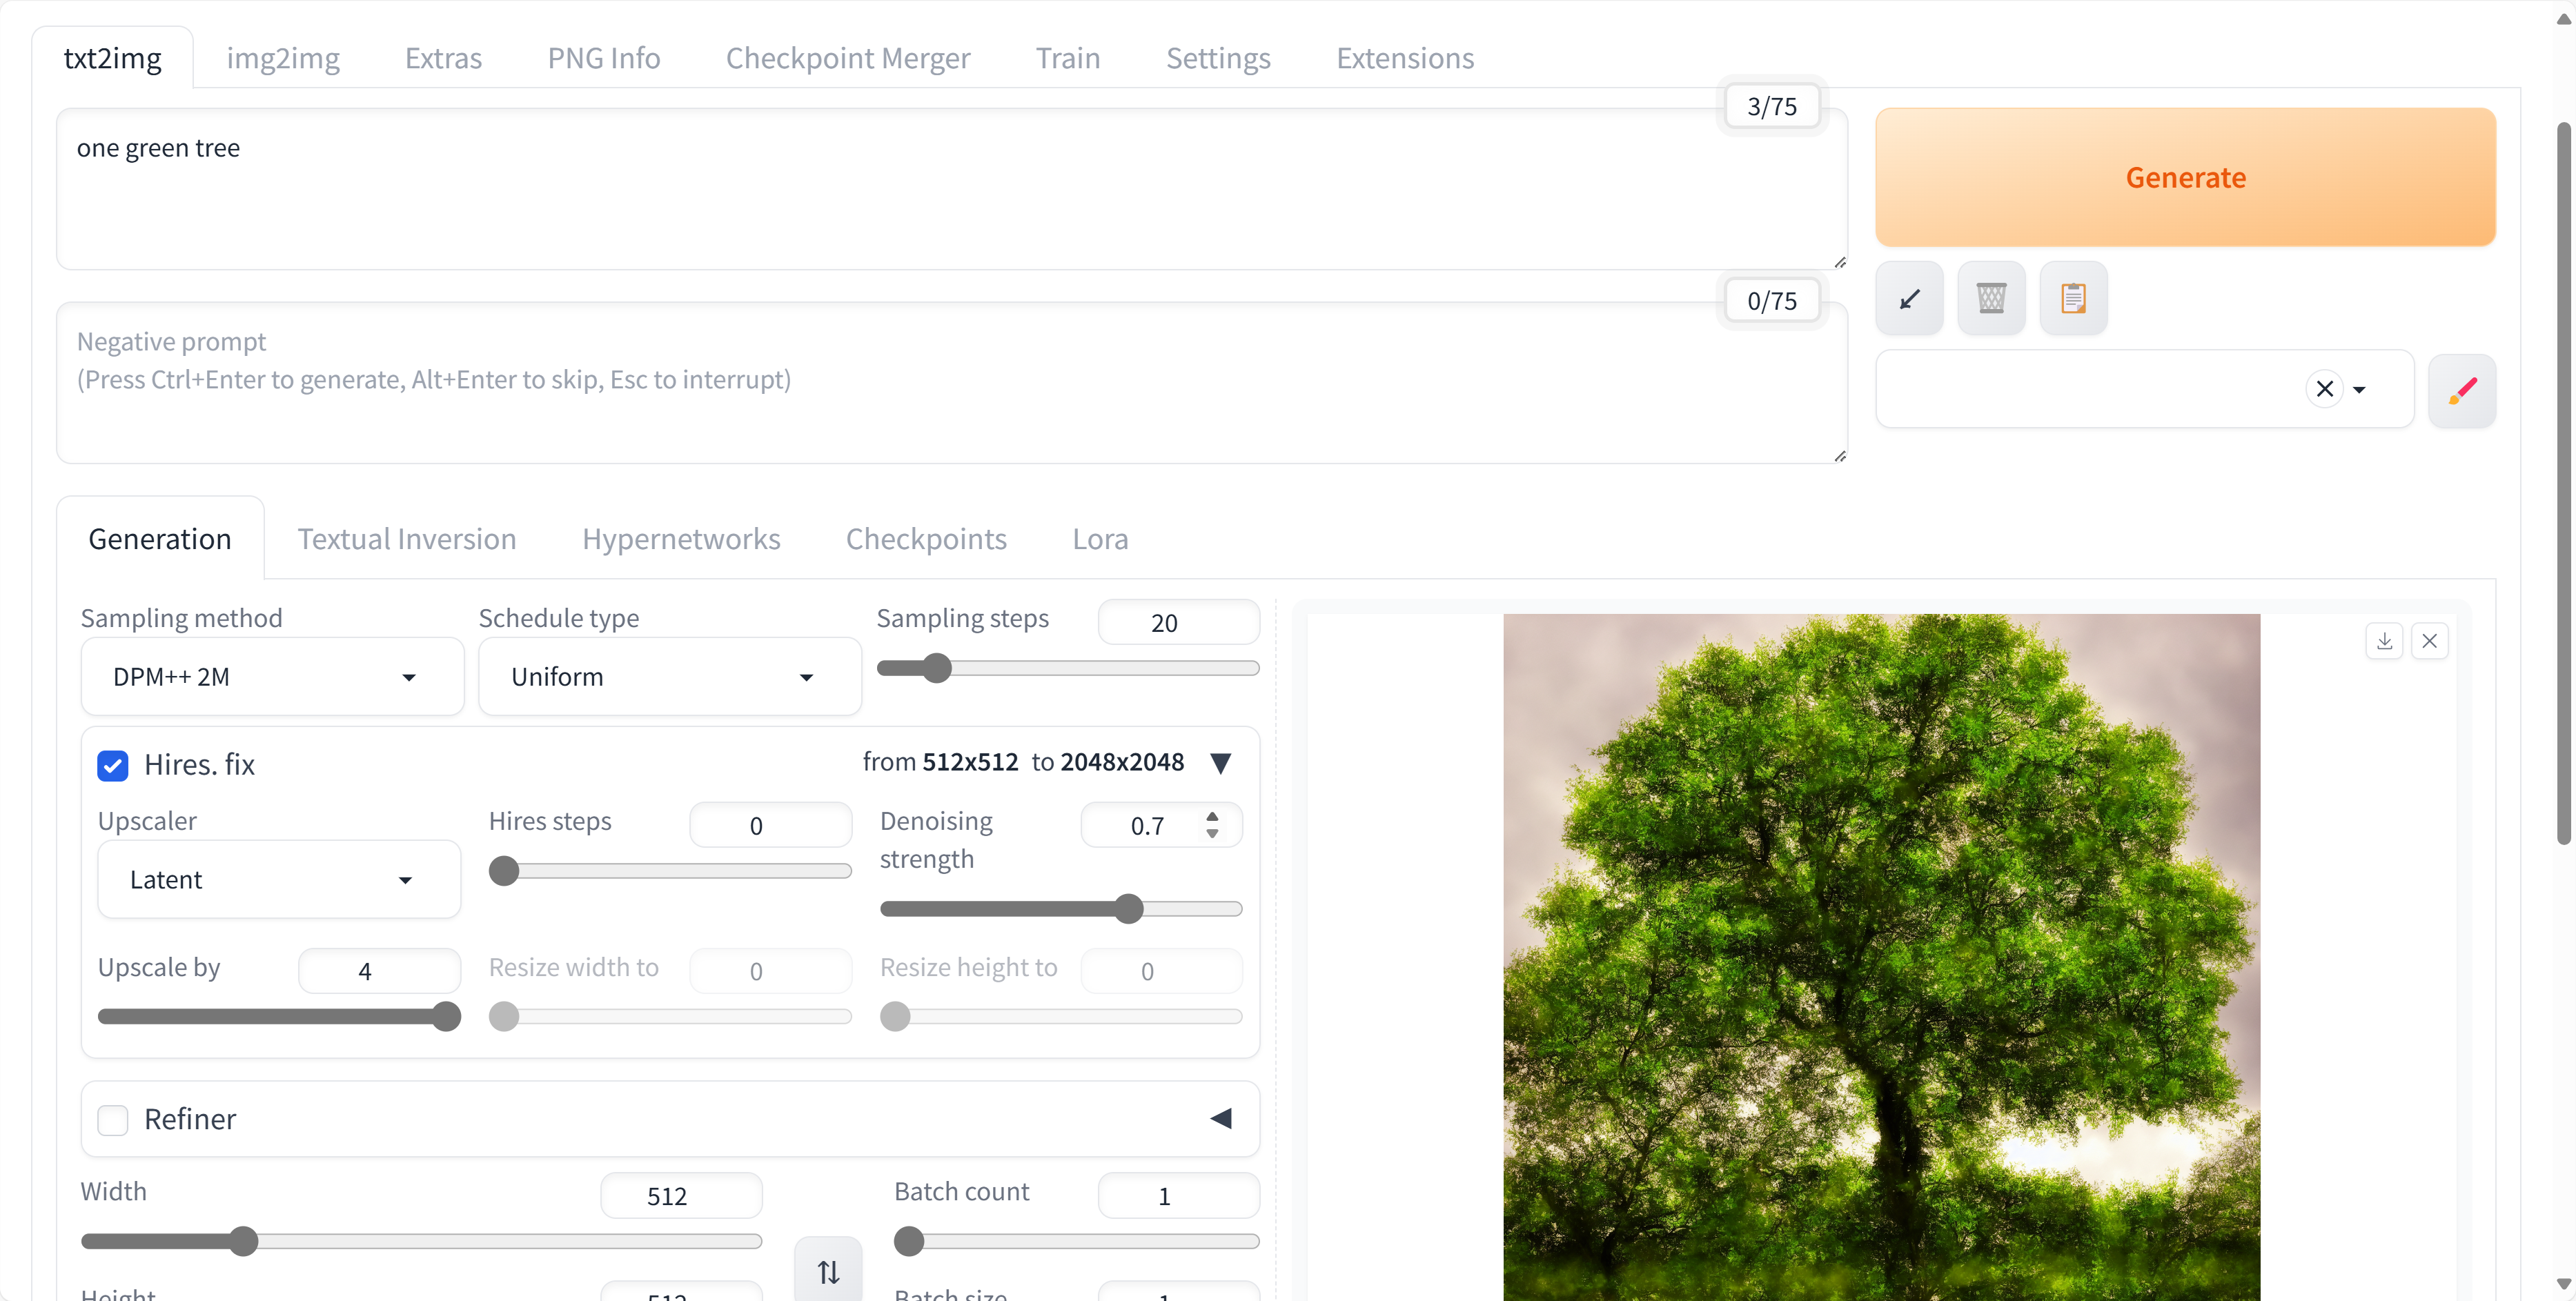 txt2img img2img Extras PNG Info Checkpoint Merger Train Settings Extensions
3/75
one green tree
Generate
0/75
Negative prompt
(Press Ctrl+Enter to generate, Alt+Enter to skip, Esc to interrupt)
Generation Textual Inversion Hypernetworks Checkpoints Lora
Sampling method Schedule type Sampling steps 20
DPM++ 2M Uniform
Hires. fix from 512x512 to 2048x2048
Upscaler Hires steps 0 Denoising strength 0.7
Latent
Upscale by 4 Resize width to 0 Resize height to 0
Refiner
Width 512 Batch count 1
Height 512 Batch size 1